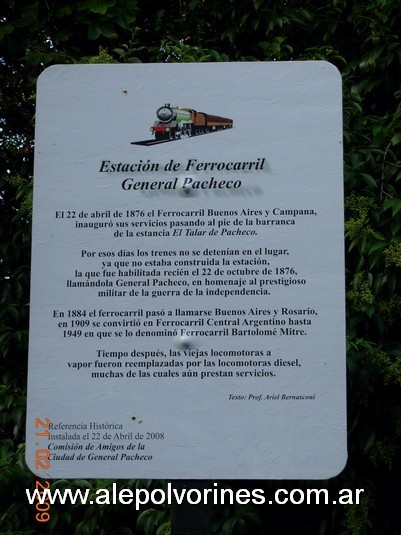 Estación de Ferrocarril
General Pacheco
El 22 de abril de 1876 el Ferrocarril Buenos Aires y Campana,
inauguró sus servicios pasando al pie de la barranca
de la estancia El Talar de Pacheco.
Por esos días los trenes no se detenían en el lugar,
ya que no estaba construida la estación,
la que fue habilitada recién el 22 de octubre de 1876,
llamándola General Pacheco, en homenaje al prestigioso
militar de la guerra de la independencia.
En 1884 el ferrocarril pasó a llamarse Buenos Aires y Rosario,
en 1909 se convirtió en Ferrocarril Central Argentino hasta
1949 en que se lo denominó Ferrocarril Bartolomé Mitre.
Tiempo después, las viejas locomotoras a
vapor fueron reemplazadas por las locomotoras diesel,
muchas de las cuales aún prestan servicios.
Texto: Prof. Ariel Bernasconi
Referencia Histórica
Instalada el 22 de Abril de 2008
Comisión de Amigos de la
Ciudad de General Pacheco
21/02/2009
www.alepolvorines.com.ar